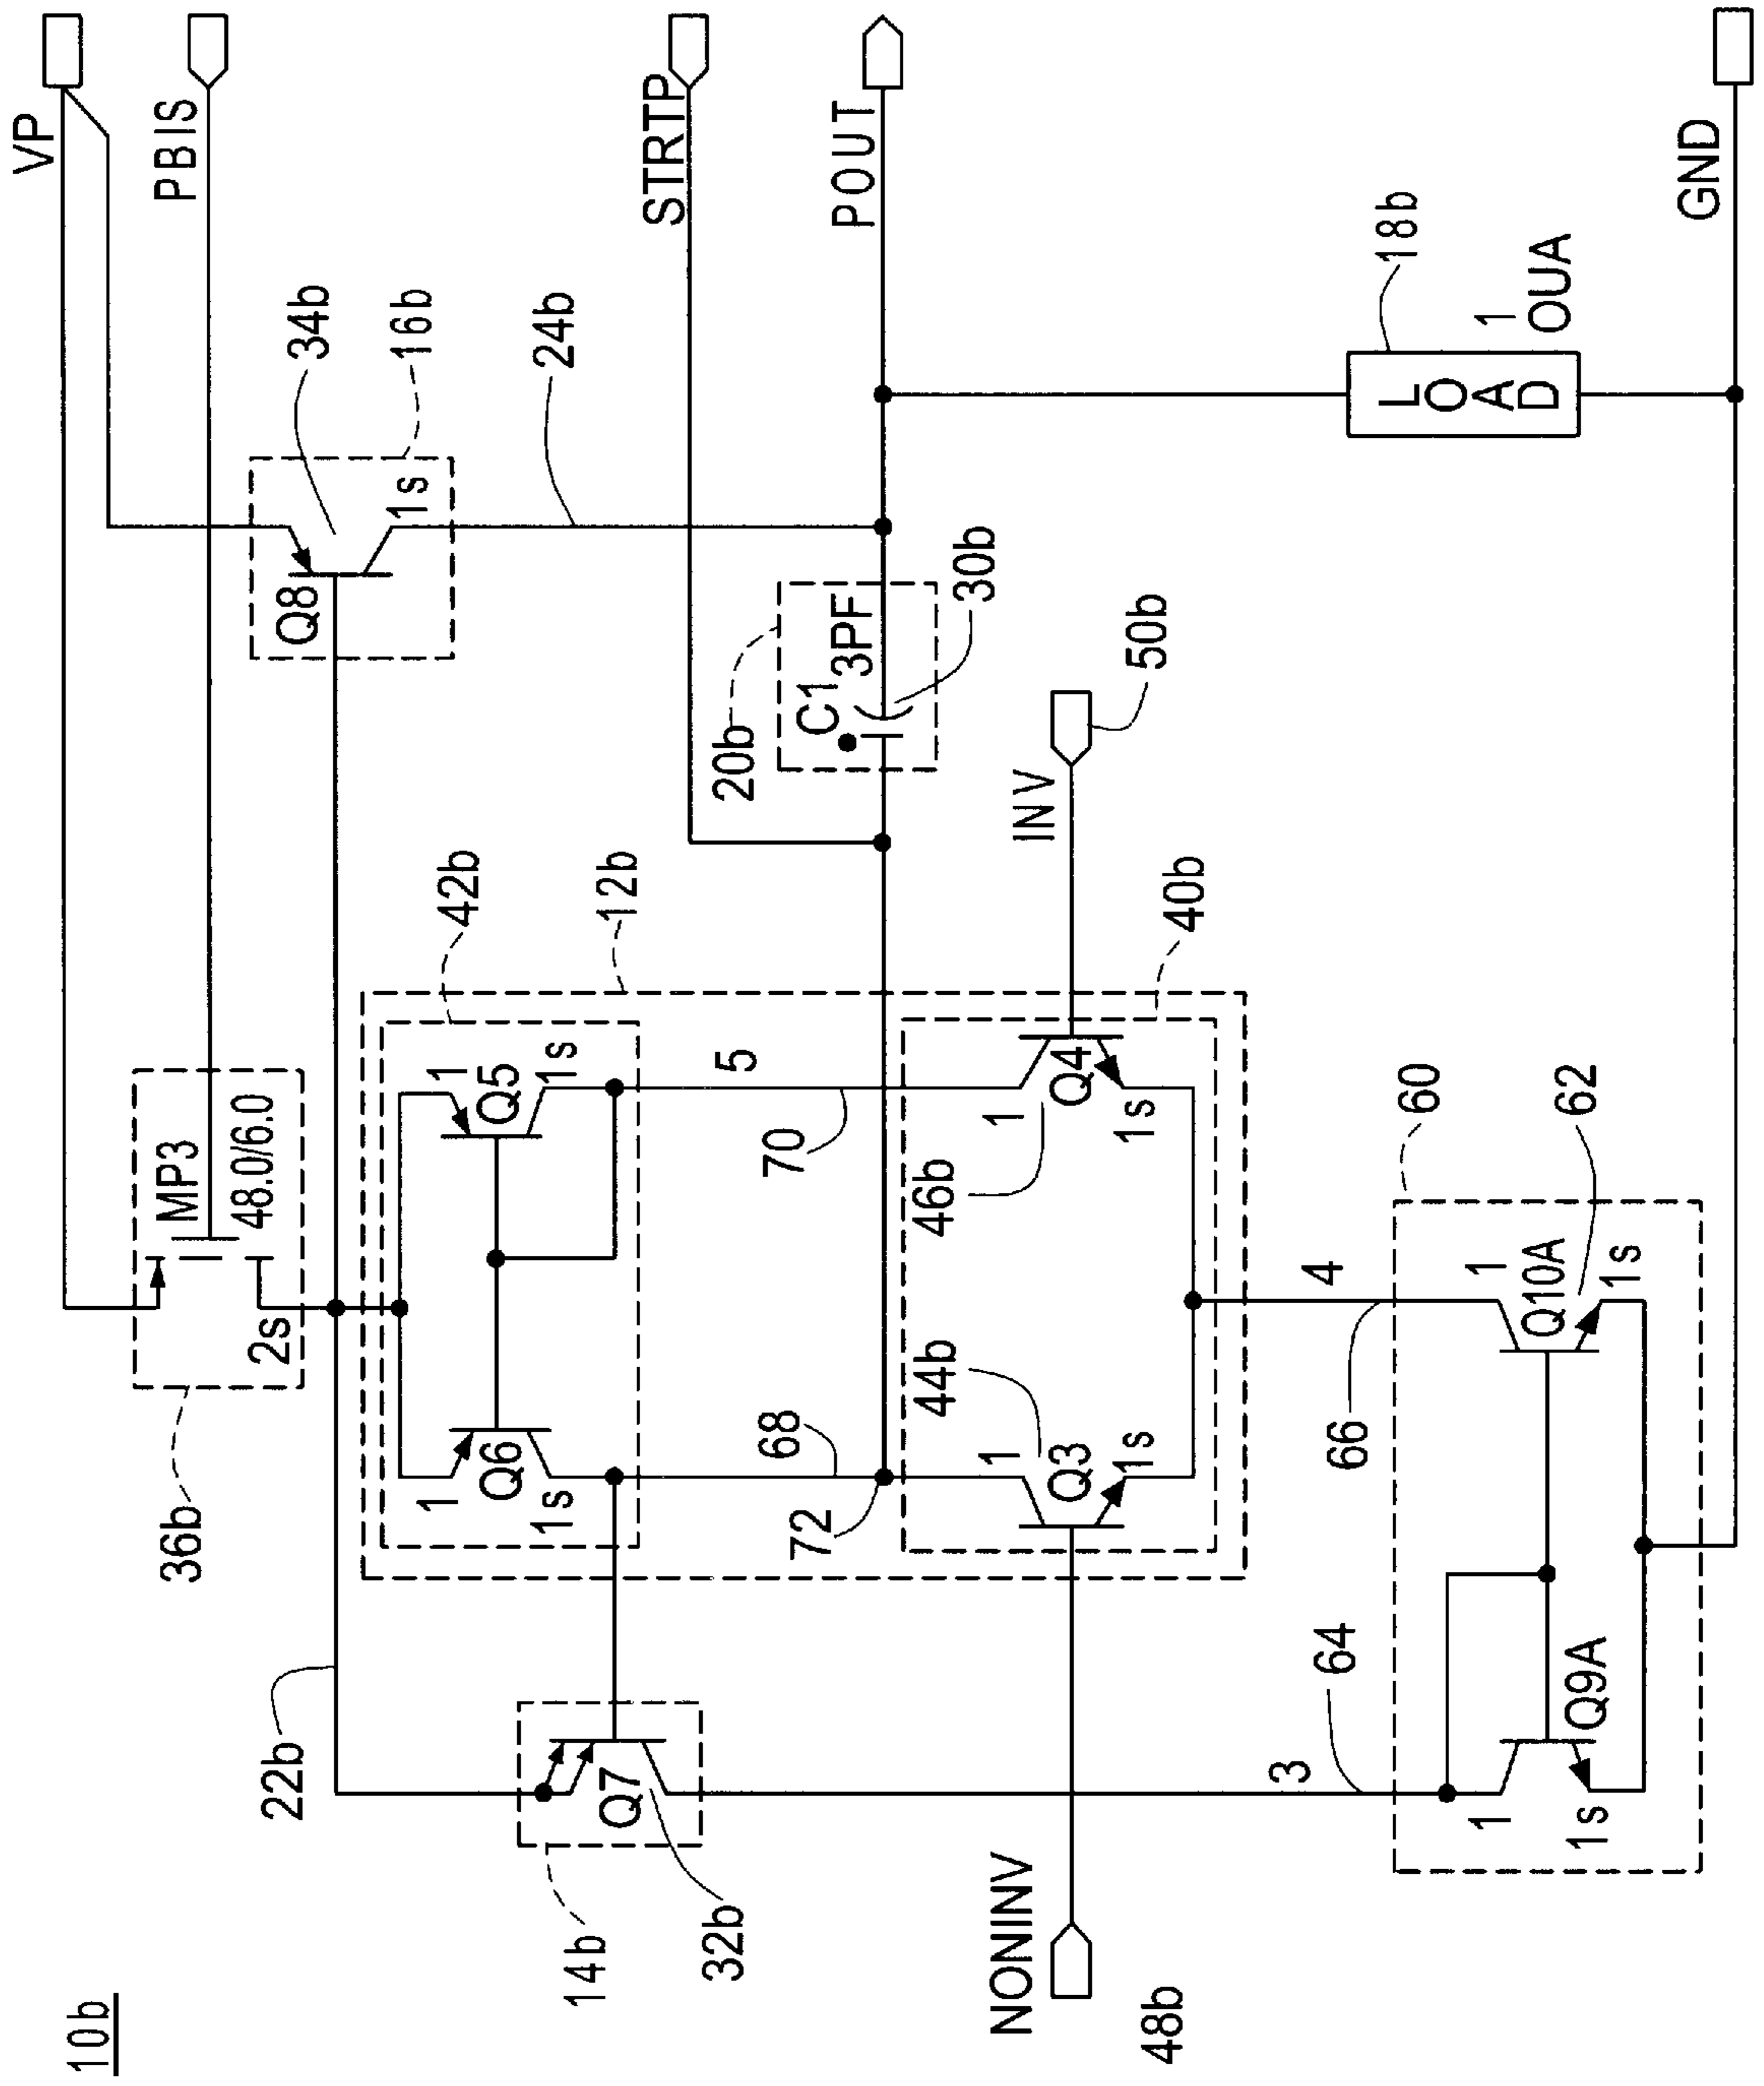 10b
VP
PBIS
STRTP
POUT
GND
36b
MP3
48.0/6.0
2s
34b
Q8
1s
16b
24b
22b
42b
12b
Q6
1
1s
1
Q5
1s
14b
Q7
32b
68
72
5
70
20b
C1
3PF
30b
NONINV
48b
44b
1
Q3
1s
1
46b
Q4
1s
40b
INV
50b
18b
LOAD
1
OUA
3
64
4
66
60
1
Q9A
1s
1
Q10A
1s
62